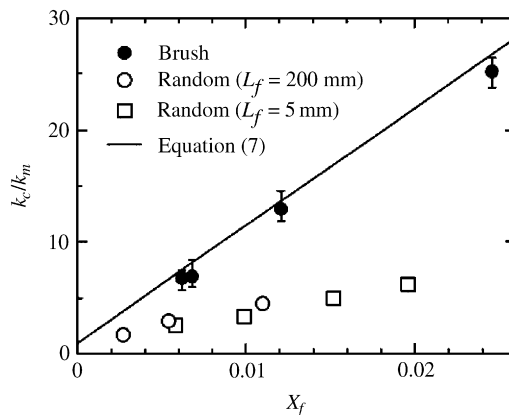 30
20
10
0
k_c/k_m
Brush
Random (L_f = 200 mm)
Random (L_f = 5 mm)
Equation (7)
0
0.01
0.02
X_f